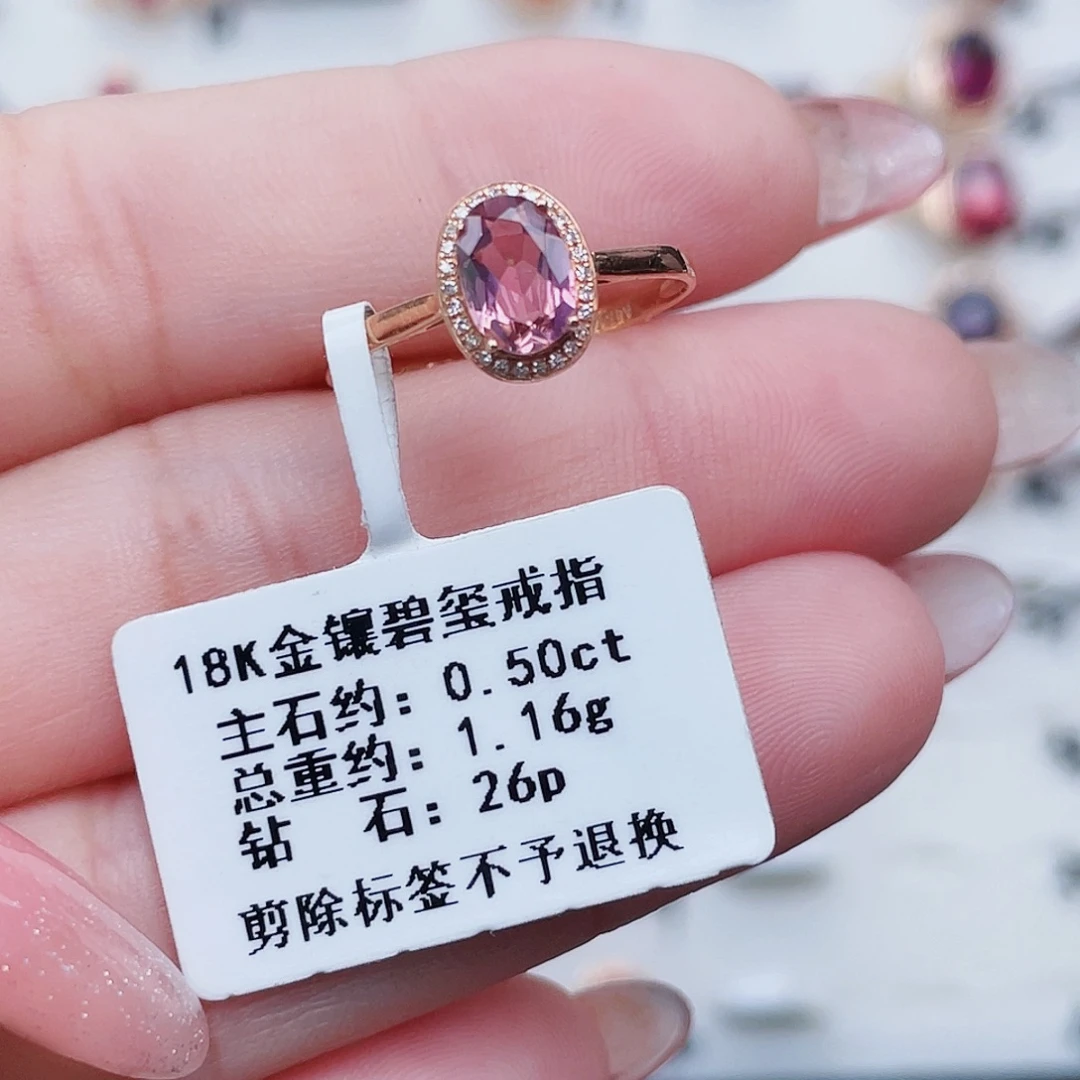 18K金镶碧玺戒指
主石约: 0.50ct
总重约: 1.16g
钻 石: 26p
剪除标签不予退换